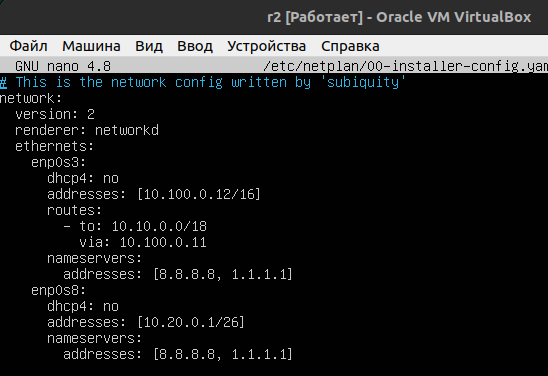 r2 [Работает] - Oracle VM VirtualBox
Файл Машина Вид Ввод Устройства Справка
GNU nano 4.8 /etc/netplan/00-installer-config.yam
# This is the network config written by 'subiquity'
network:
  version: 2
  renderer: networkd
  ethernets:
    enp0s3:
      dhcp4: no
      addresses: [10.100.0.12/16]
      routes:
        - to: 10.10.0.0/18
          via: 10.100.0.11
      nameservers:
        addresses: [8.8.8.8, 1.1.1.1]
    enp0s8:
      dhcp4: no
      addresses: [10.20.0.1/26]
      nameservers:
        addresses: [8.8.8.8, 1.1.1.1]